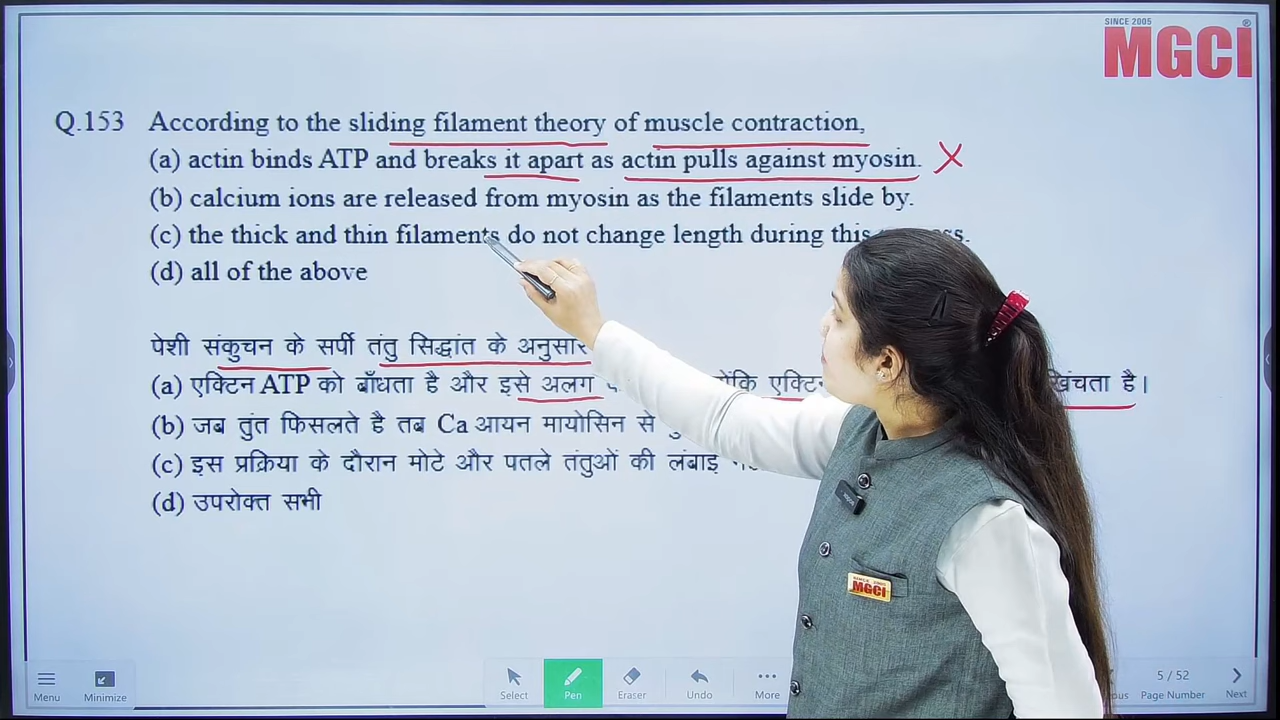 SINCE 2005
MGCI
Q.153 According to the sliding filament theory of muscle contraction,
(a) actin binds ATP and breaks it apart as actin pulls against myosin.
(b) calcium ions are released from myosin as the filaments slide by.
(c) the thick and thin filaments do not change length during this
(d) all of the above
पेशी संकुचन के सर्पी तंतु सिद्धांत के अनुसार
(a) एक्टिन ATP को बाँधता है और इसे अलग खिंचता है।
(b) जब तुंत फिसलते है तब Ca आयन मायोसिन से
(c) इस प्रक्रिया के दौरान मोटे और पतले तंतुओं की लंबाई
(d) उपरोक्त सभी
SINCE 2005
MGCI
Menu
Minimize
Select
Pen
Eraser
Undo
More
5 / 52
Page Number
Next